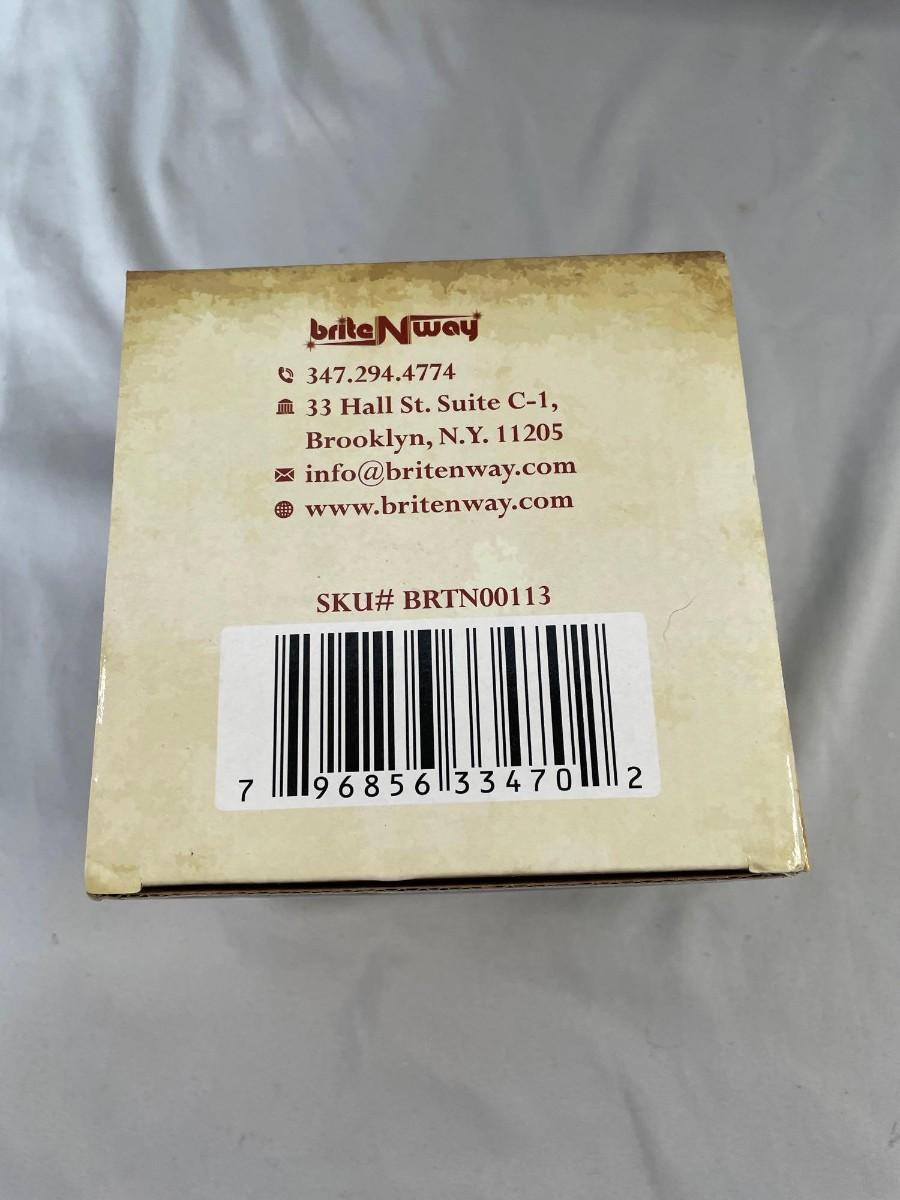 briteNway
347.294.4774
33 Hall St. Suite C-1,
Brooklyn, N.Y. 11205
info@britenway.com
www.britenway.com
SKU# BRTN00113
7 96856 33470 2